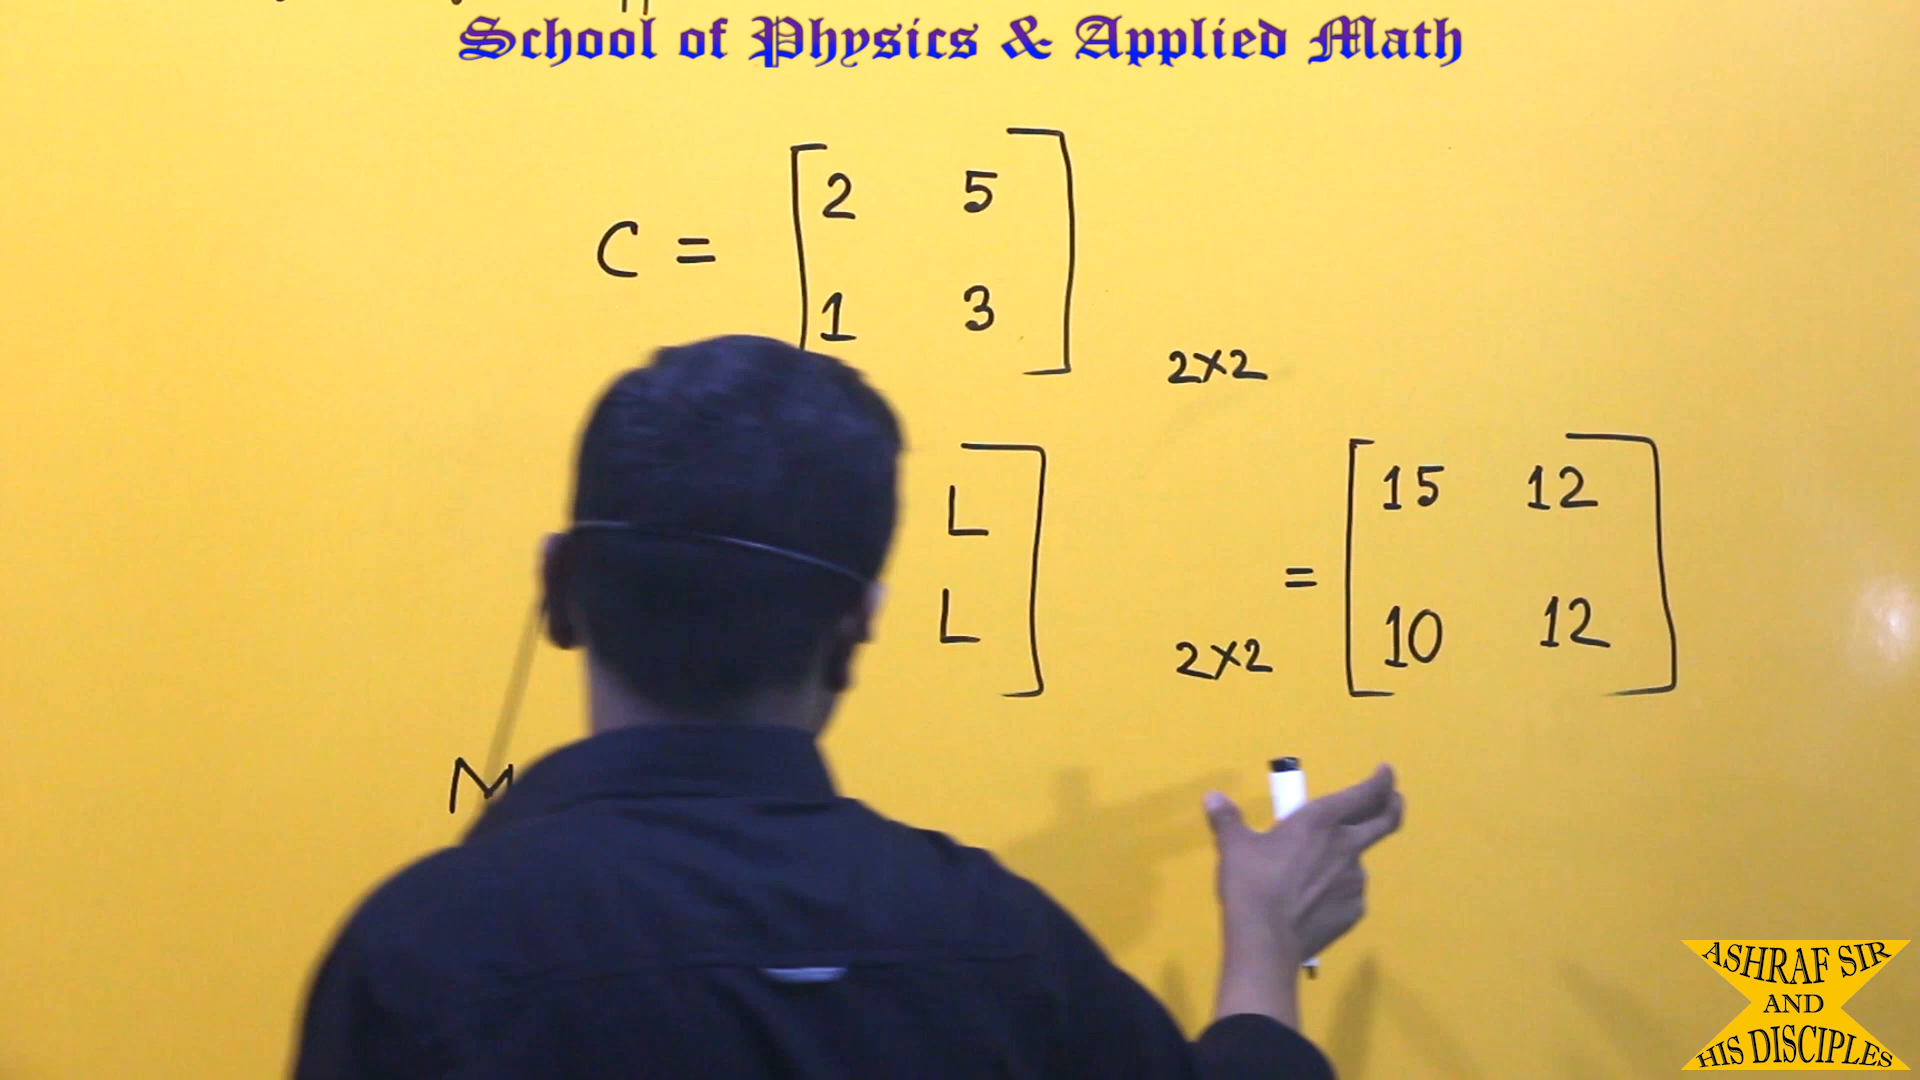 School of Physics & Applied Math
2 5
C =
1 3
2×2
L 15 12
=
L 10 12
2×2
M
ASHRAF SIR
AND
HIS DISCIPLES